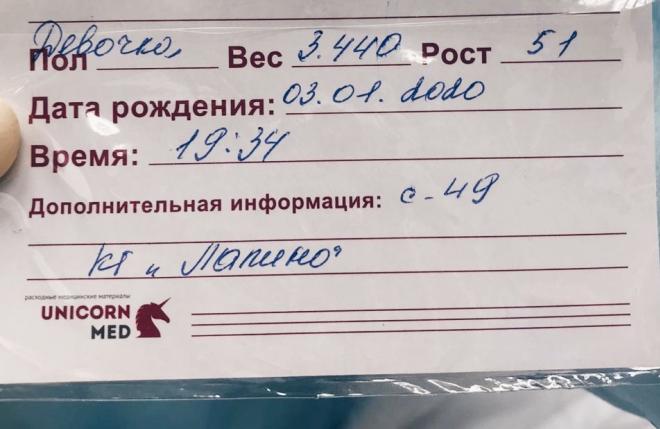 Пол Девочка Вес 3.440 Рост 51
Дата рождения: 03.01.2020
Время: 19:34
Дополнительная информация: с-49
КГ "Лапино"
расходные медицинские материалы
UNICORN
MED